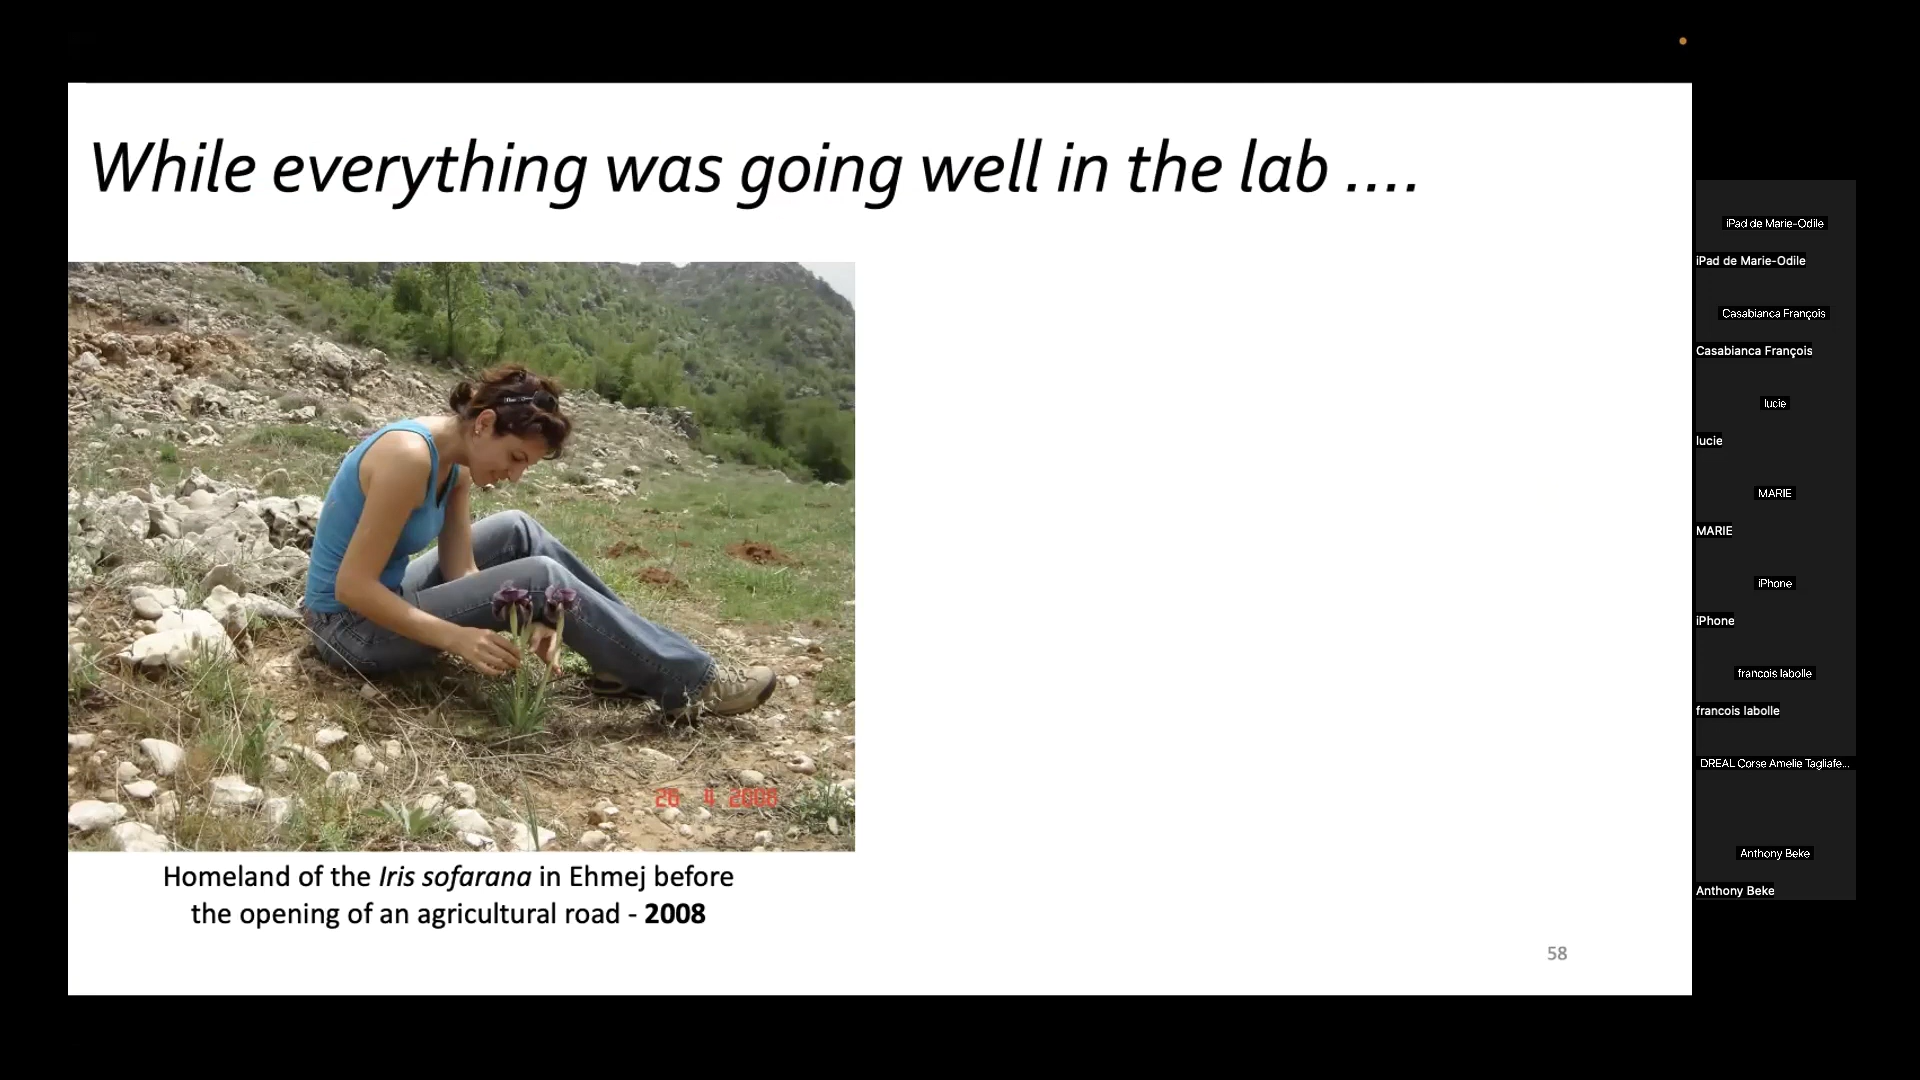 While everything was going well in the lab ....
26 4 2008
Homeland of the Iris sofarana in Ehmej before
the opening of an agricultural road - 2008
58
iPad de Marie-Odile
iPad de Marie-Odile
Casabianca François
Casabianca François
lucie
lucie
MARIE
MARIE
iPhone
iPhone
francois labolle
francois labolle
DREAL Corse Amelie Tagliafe...
Anthony Beke
Anthony Beke